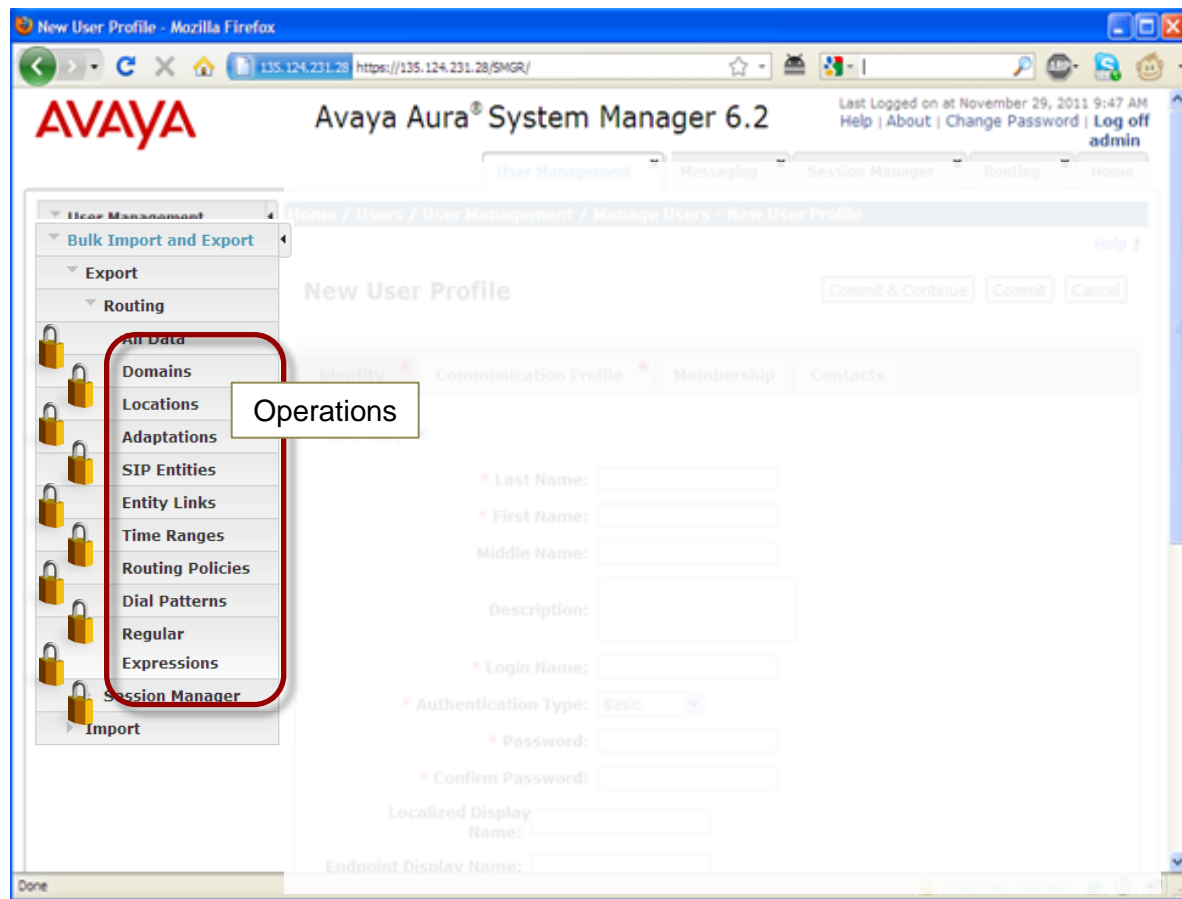 New User Profile - Mozilla Firefox
135.124.231.28 https://135.124.231.28/SMGR/
AVAYA
Avaya Aura® System Manager 6.2
Last Logged on at November 29, 2011 9:47 AM
Help | About | Change Password | Log off
admin
User Management Messaging Session Manager Routing Home
User Management
Home / Users / User Management / Manage Users - New User Profile
Bulk Import and Export
Help ?
Export
New User Profile
Commit & Continue Commit Cancel
Routing
All Data
Domains
Identity * Communication Profile * Membership Contacts
Locations
Operations
Adaptations
SIP Entities
* Last Name:
Entity Links
* First Name:
Time Ranges
Middle Name:
Routing Policies
Dial Patterns
Description:
Regular
Expressions
* Login Name:
Session Manager
* Authentication Type: Basic
Import
* Password:
* Confirm Password:
Localized Display
Name:
Endpoint Display Name:
Done